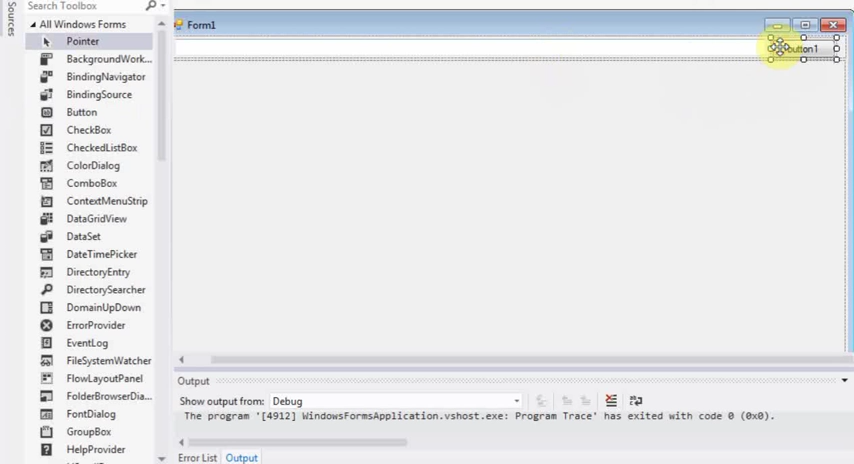 Sources
Search Toolbox
All Windows Forms
Pointer
BackgroundWork...
BindingNavigator
BindingSource
Button
CheckBox
CheckedListBox
ColorDialog
ComboBox
ContextMenuStrip
DataGridView
DataSet
DateTimePicker
DirectoryEntry
DirectorySearcher
DomainUpDown
ErrorProvider
EventLog
FileSystemWatcher
FlowLayoutPanel
FolderBrowserDia...
FontDialog
GroupBox
HelpProvider
Form1
button1
Output
Show output from: Debug
The program '[4912] WindowsFormsApplication.vshost.exe: Program Trace' has exited with code 0 (0x0).
Error List Output